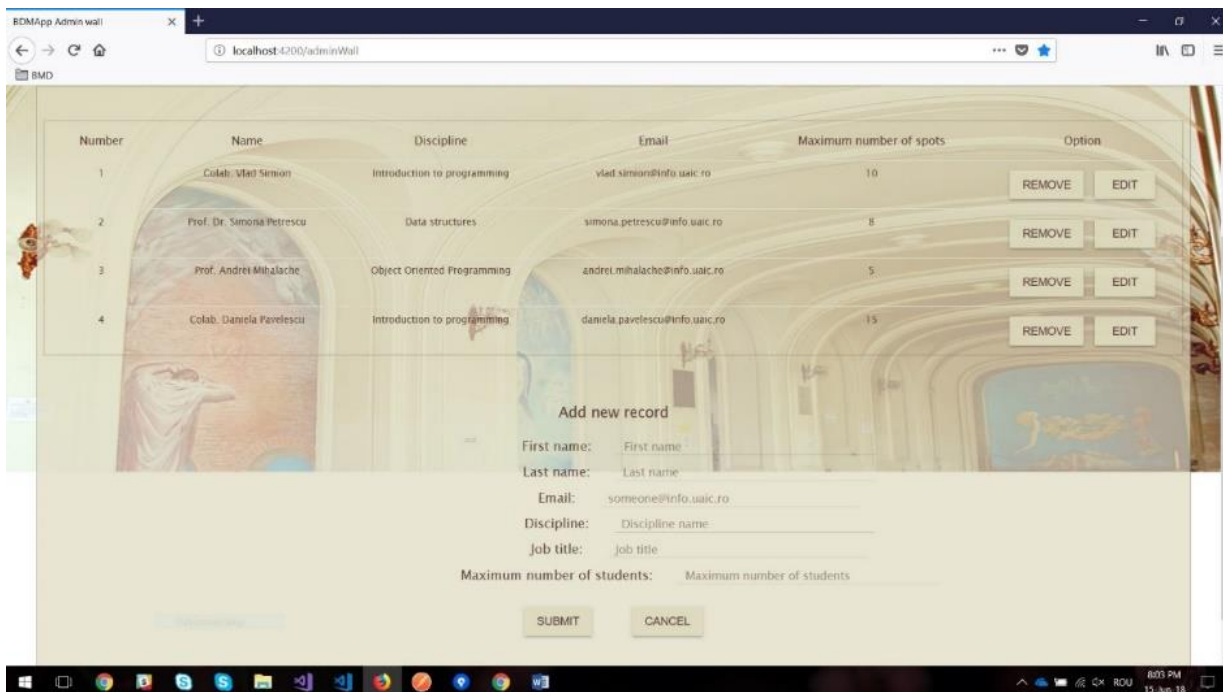 BDMApp Admin wall
localhost:4200/adminWall
BMD
Number Name Discipline Email Maximum number of spots Option
1 Colab. Vlad Simion Introduction to programming vlad.simion@info.uaic.ro 10 REMOVE EDIT
2 Prof. Dr. Simona Petrescu Data structures simona.petrescu@info.uaic.ro 8 REMOVE EDIT
3 Prof. Andrei Mihalache Object Oriented Programming andrei.mihalache@info.uaic.ro 5 REMOVE EDIT
4 Colab. Daniela Pavelescu Introduction to programming daniela.pavelescu@info.uaic.ro 15 REMOVE EDIT
Add new record
First name: First name
Last name: Last name
Email: someone@info.uaic.ro
Discipline: Discipline name
Job title: Job title
Maximum number of students: Maximum number of students
SUBMIT CANCEL
ROU 8:03 PM
15-Jun-18